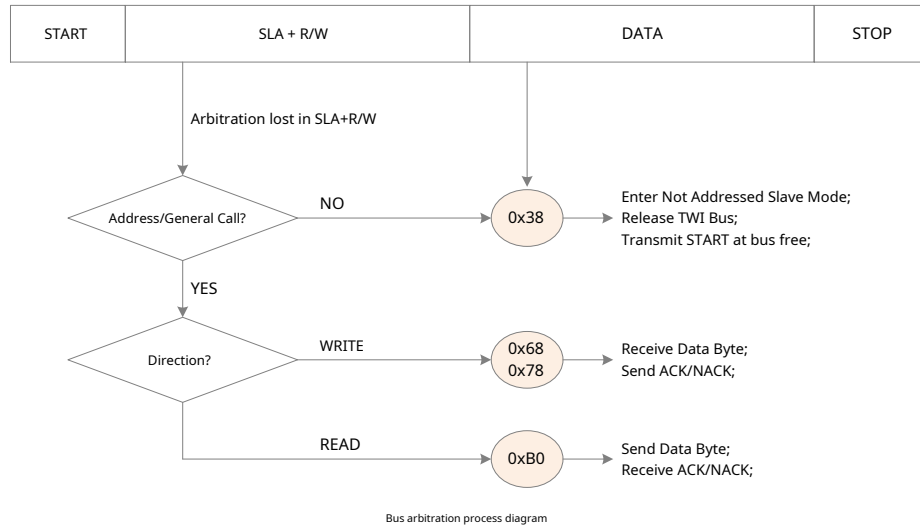 START
SLA + R/W
DATA
STOP
Arbitration lost in SLA+R/W
Address/General Call?
NO
0x38
Enter Not Addressed Slave Mode;
Release TWI Bus;
Transmit START at bus free;
YES
Direction?
WRITE
0x68
0x78
Receive Data Byte;
Send ACK/NACK;
READ
0xB0
Send Data Byte;
Receive ACK/NACK;
Bus arbitration process diagram